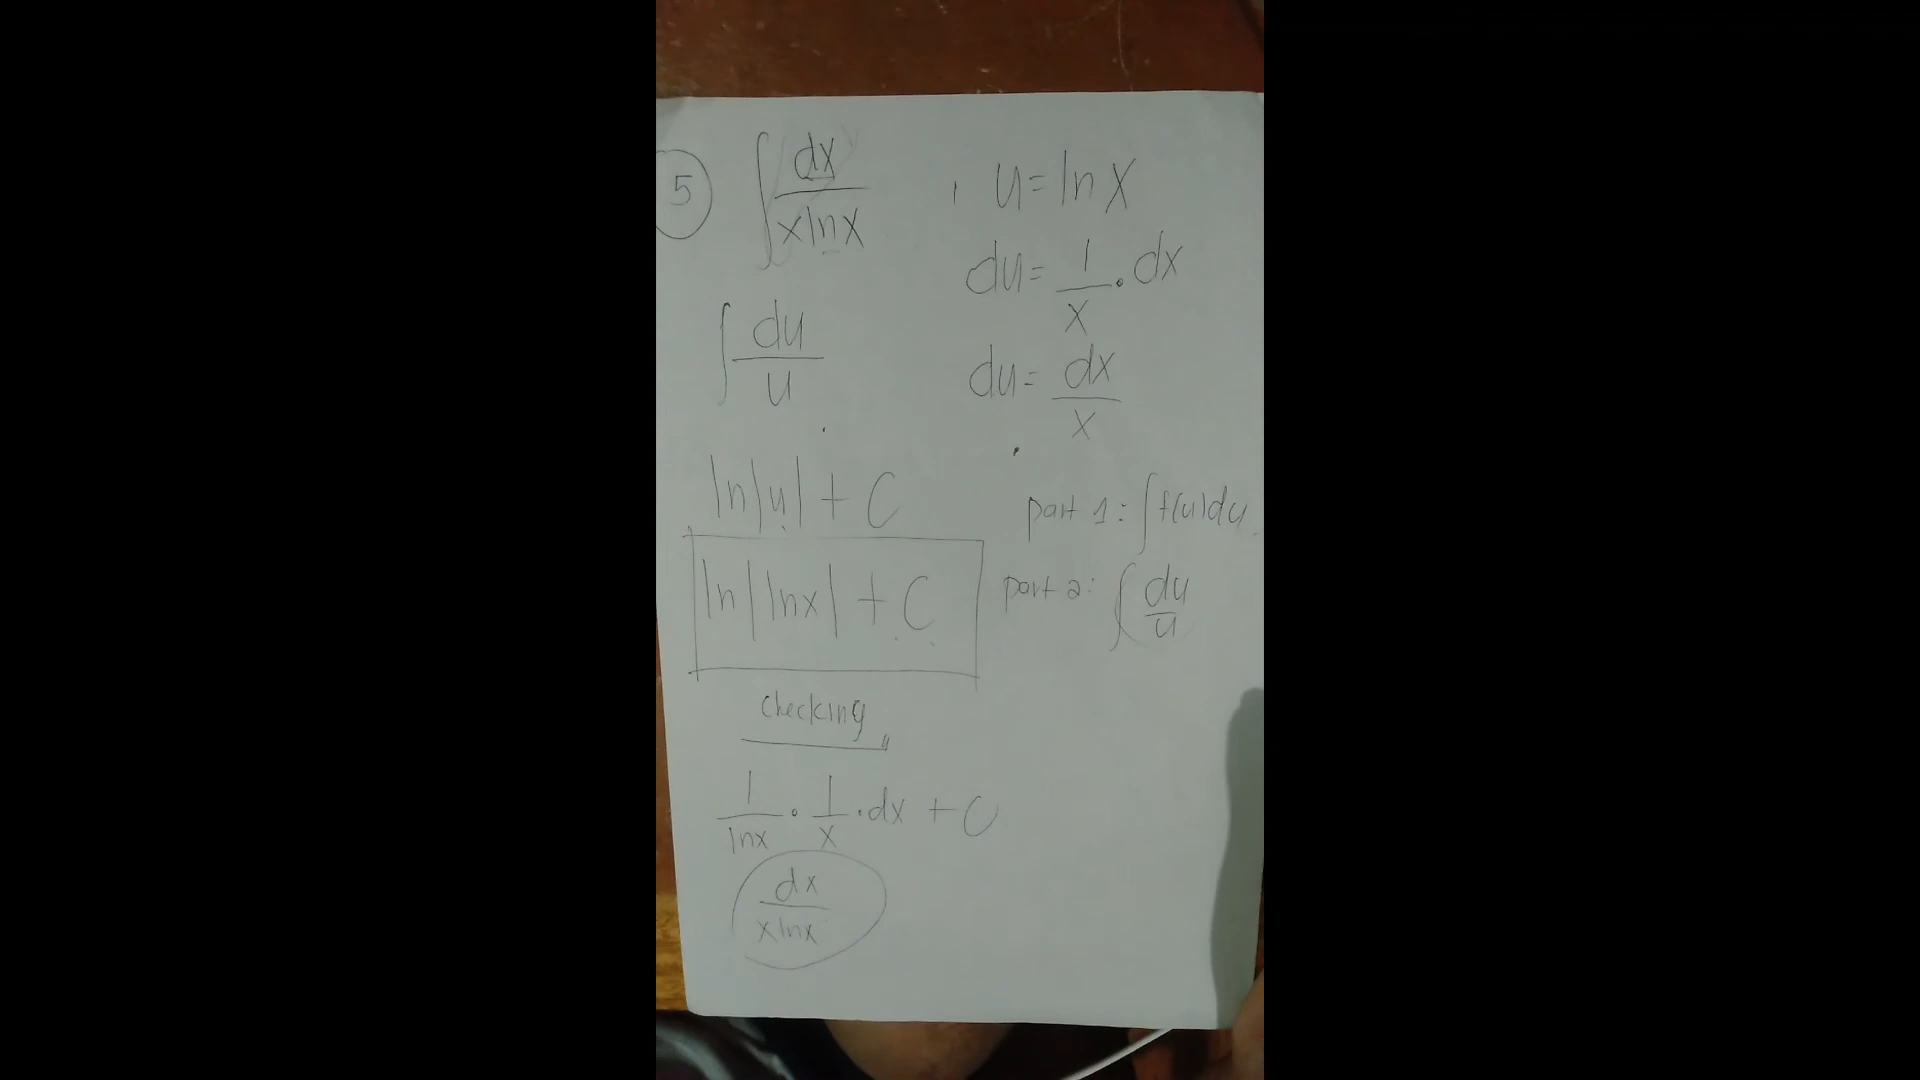 5
∫ dx / x ln x
u = ln x
du = 1/x · dx
∫ du / u
du = dx / x
ln|u| + C
part 1: ∫ f(u) du
ln|ln x| + C
part 2: ∫ du / u
checking
1/ln x · 1/x · dx + C
dx / x ln x